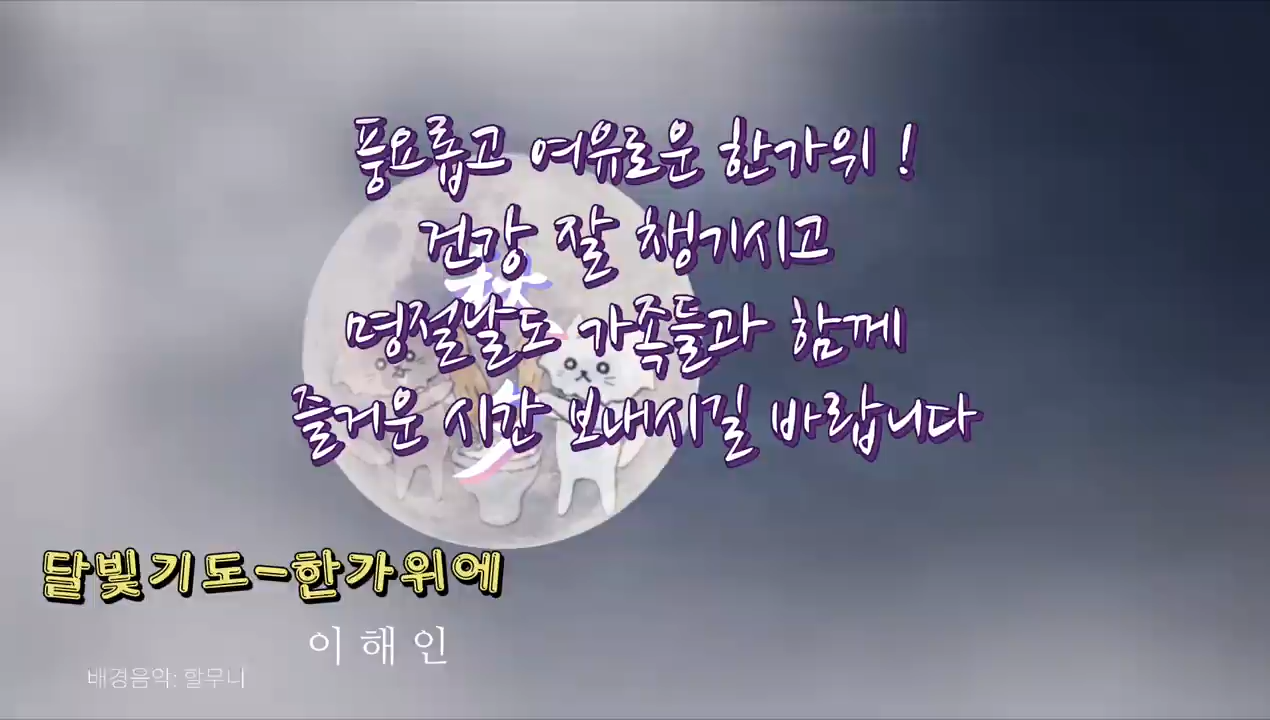 풍요롭고 여유로운 한가위 !
건강 잘 챙기시고
명절날도 가족들과 함께
즐거운 시간 보내시길 바랍니다
달빛기도-한가위에
이해인
배경음악: 할무니